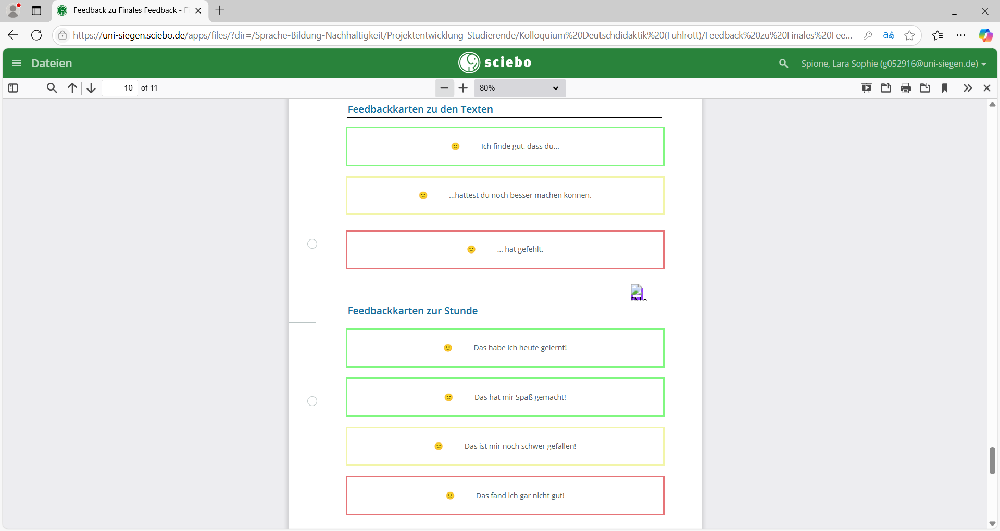 Feedback zu Finales Feedback - Fi
https://uni-siegen.sciebo.de/apps/files/?dir=/Sprache-Bildung-Nachhaltigkeit/Projektentwicklung_Studierende/Kolloquium%20Deutschdidaktik%20(Fuhlrott)/Feedback%20zu%20Finales%20Fee...
Dateien
sciebo
Spione, Lara Sophie (g052916@uni-siegen.de)
10 of 11
80%
Feedbackkarten zu den Texten
Ich finde gut, dass du...
...hättest du noch besser machen können.
... hat gefehlt.
Feedbackkarten zur Stunde
Das habe ich heute gelernt!
Das hat mir Spaß gemacht!
Das ist mir noch schwer gefallen!
Das fand ich gar nicht gut!